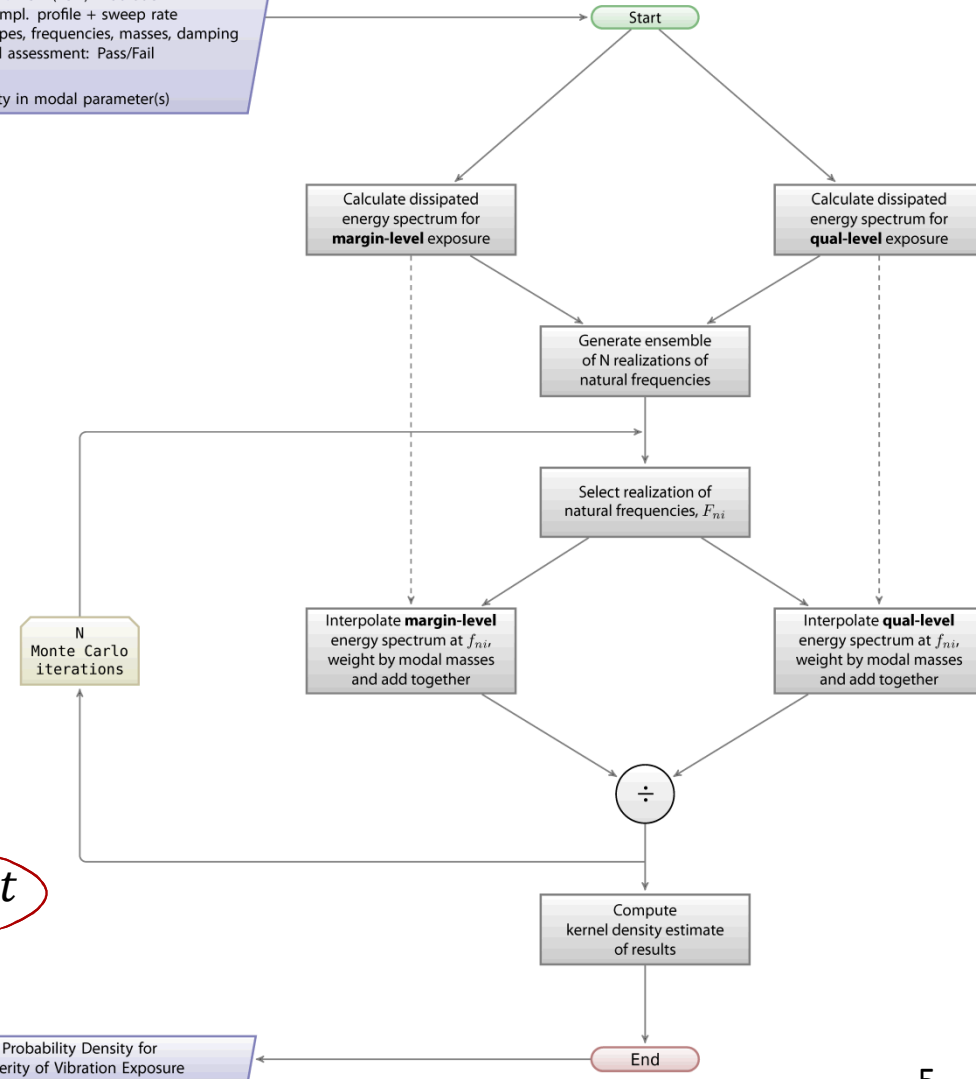 mpl. profile + sweep rate
pes, frequencies, masses, damping
assessment: Pass/Fail
ty in modal parameter(s)
Start
Calculate dissipated
energy spectrum for
margin-level exposure
Calculate dissipated
energy spectrum for
qual-level exposure
Generate ensemble
of N realizations of
natural frequencies
Select realization of
natural frequencies, Fni
N
Monte Carlo
iterations
Interpolate margin-level
energy spectrum at fni,
weight by modal masses
and add together
Interpolate qual-level
energy spectrum at fni,
weight by modal masses
and add together
÷
t
Compute
kernel density estimate
of results
Probability Density for
erity of Vibration Exposure
End